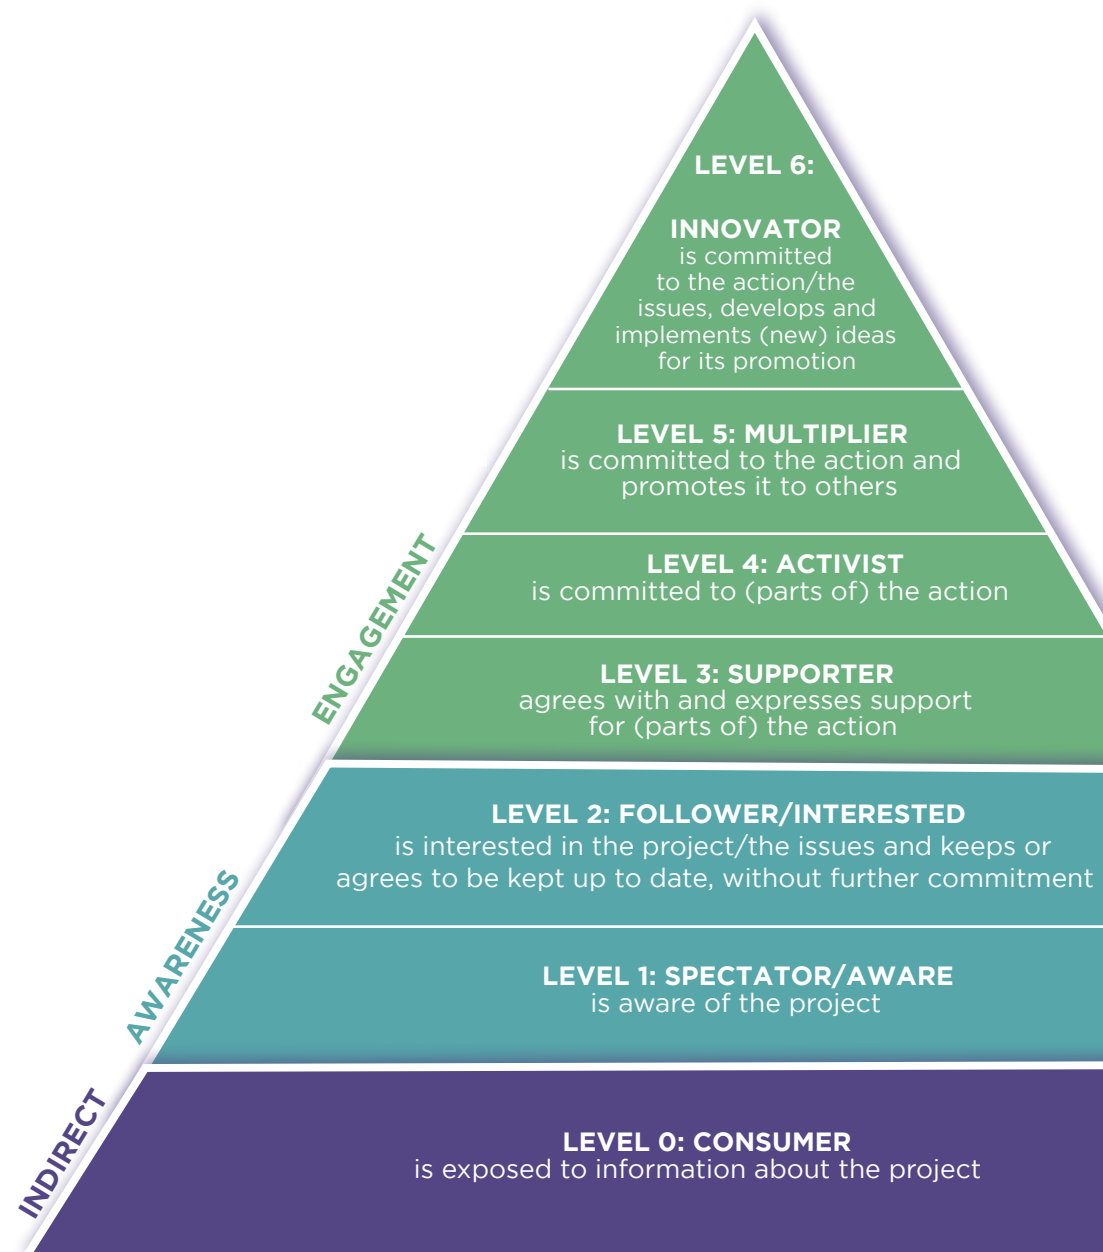 LEVEL 6:
INNOVATOR
is committed
to the action/the
issues, develops and
implements (new) ideas
for its promotion
LEVEL 5: MULTIPLIER
is committed to the action and
promotes it to others
ENGAGEMENT
LEVEL 4: ACTIVIST
is committed to (parts of) the action
LEVEL 3: SUPPORTER
agrees with and expresses support
for (parts of) the action
AWARENESS
LEVEL 2: FOLLOWER/INTERESTED
is interested in the project/the issues and keeps or
agrees to be kept up to date, without further commitment
LEVEL 1: SPECTATOR/AWARE
is aware of the project
INDIRECT
LEVEL 0: CONSUMER
is exposed to information about the project